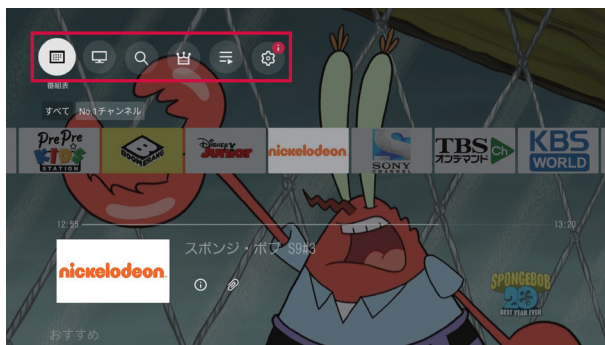 i
番組表
すべて No.1チャンネル
PrePre KIDS STATION
BOOMERANG
Disney Junior
nickelodeon
SONY CHANNEL
TBS オンデマンド Ch
KBS WORLD
12:55
13:20
nickelodeon
スポンジ・ボブ S9#3
i
SPONGEBOB
20
BEST YEAR EVER
おすすめ